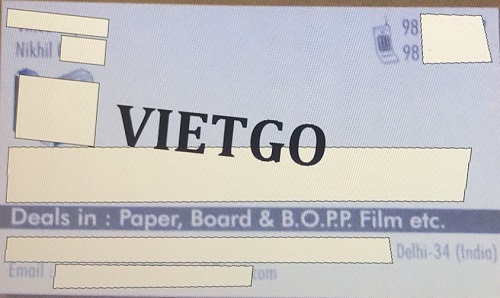 98
Nikhil
98
VIETGO
Deals in : Paper, Board & B.O.P.P. Film etc.
Delhi-34 (India)
Email com